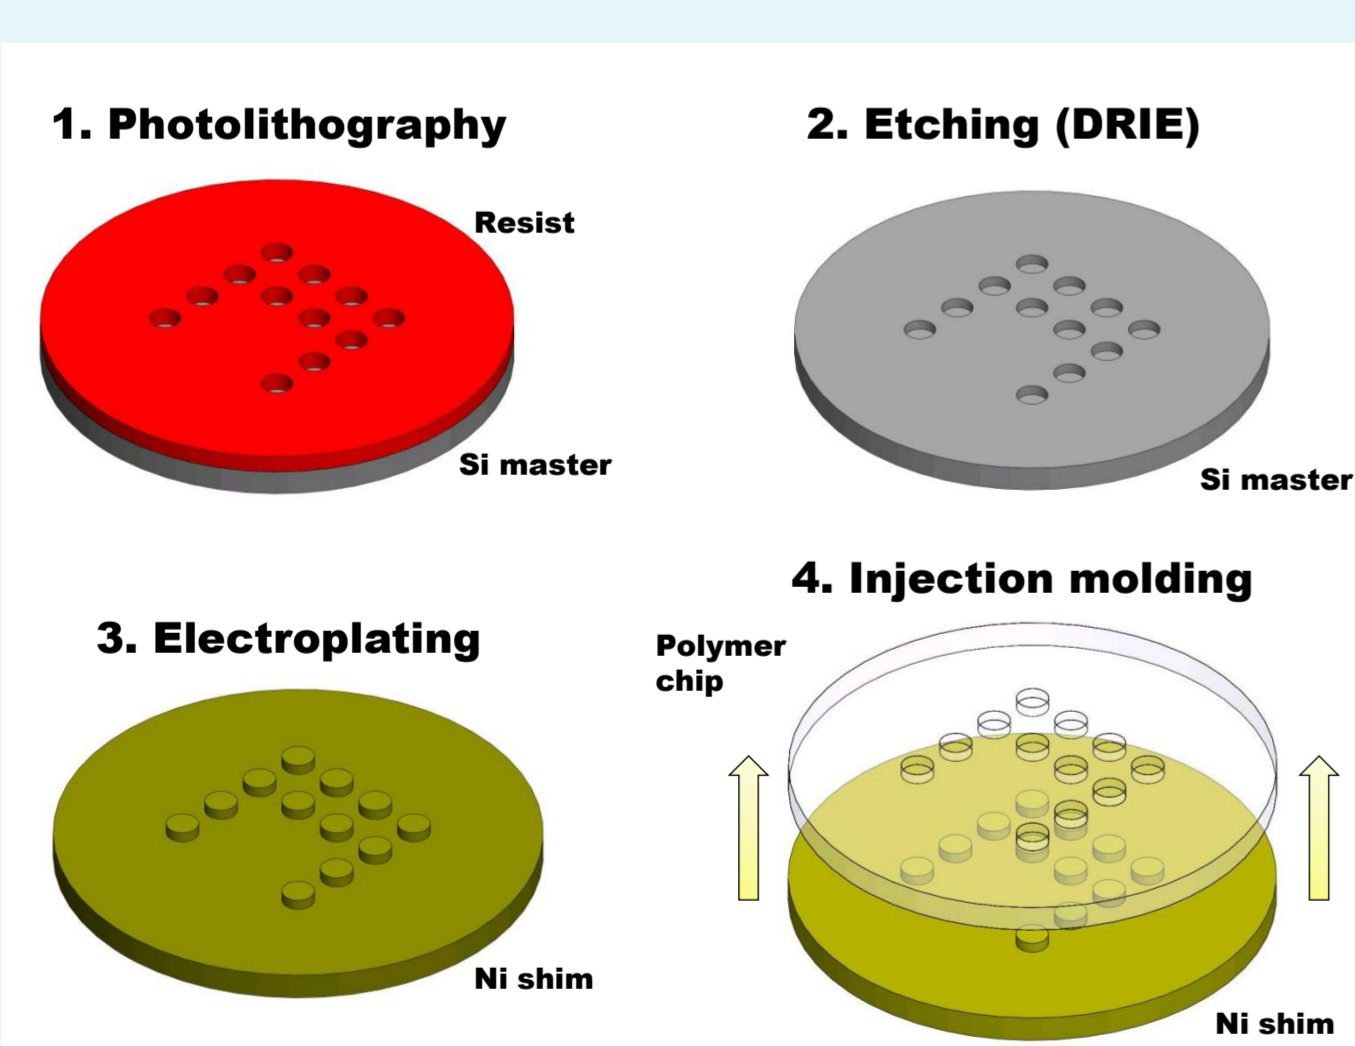 1. Photolithography
Resist
Si master
2. Etching (DRIE)
Si master
3. Electroplating
Ni shim
4. Injection molding
Polymer
chip
Ni shim